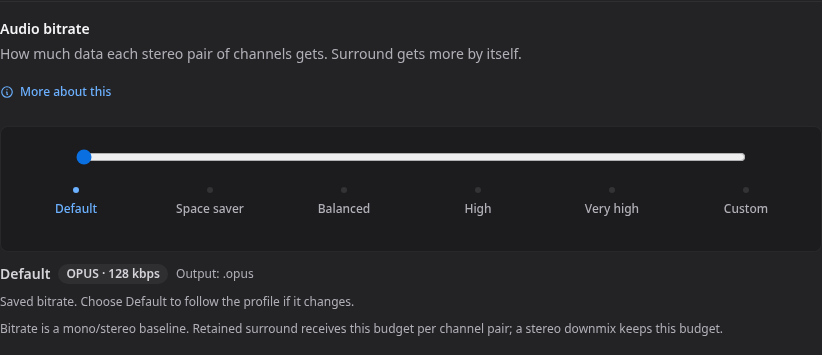 Audio bitrate
How much data each stereo pair of channels gets. Surround gets more by itself.
More about this
Default Space saver Balanced High Very high Custom
Default OPUS · 128 kbps Output: .opus
Saved bitrate. Choose Default to follow the profile if it changes.
Bitrate is a mono/stereo baseline. Retained surround receives this budget per channel pair; a stereo downmix keeps this budget.